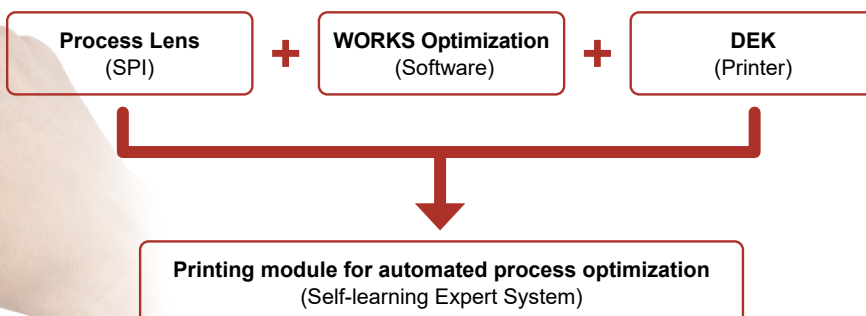 Process Lens
(SPI)
+
WORKS Optimization
(Software)
+
DEK
(Printer)
Printing module for automated process optimization
(Self-learning Expert System)